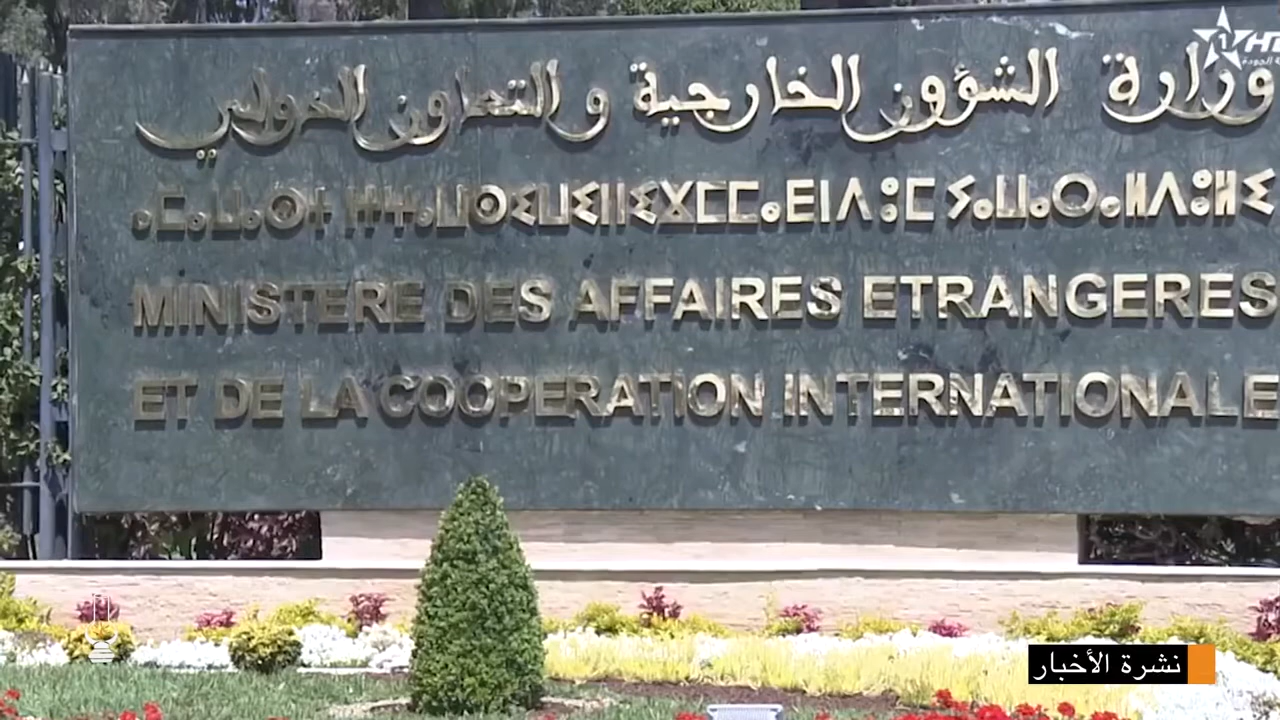 وزارة الشؤون الخارجية و التعاون الدولي
MINISTERE DES AFFAIRES ETRANGERES
ET DE LA COOPERATION INTERNATIONALE
نشرة الأخبار